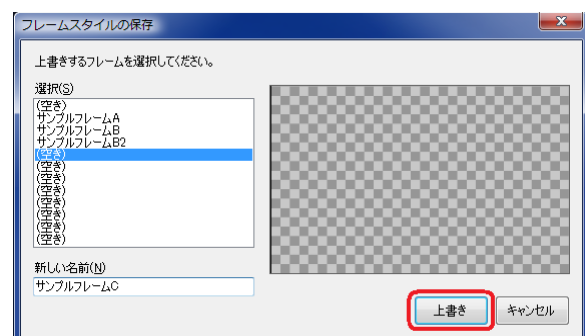 フレームスタイルの保存
X
上書きするフレームを選択してください。
選択(S)
(空き)
サンプルフレームA
サンプルフレームB
サンプルフレームB2
(空き)
(空き)
(空き)
(空き)
(空き)
(空き)
(空き)
(空き)
新しい名前(N)
サンプルフレームC
上書き
キャンセル